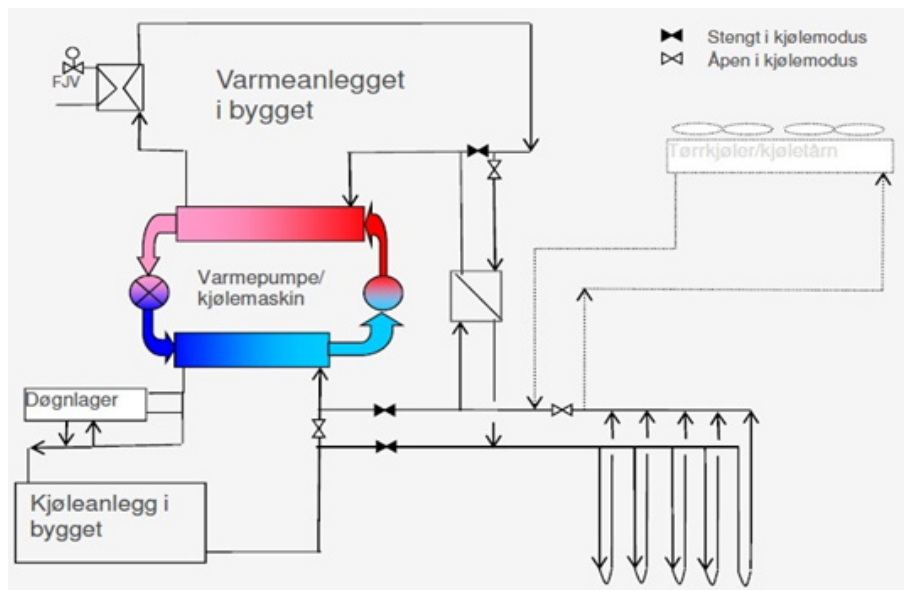 Stengt i kjølemodus
Åpen i kjølemodus
FJV
Varmeanlegget
i bygget
Tørrkjøler/kjøletårn
Varmepumpe/
kjølemaskin
Døgnlager
Kjøleanlegg i
bygget